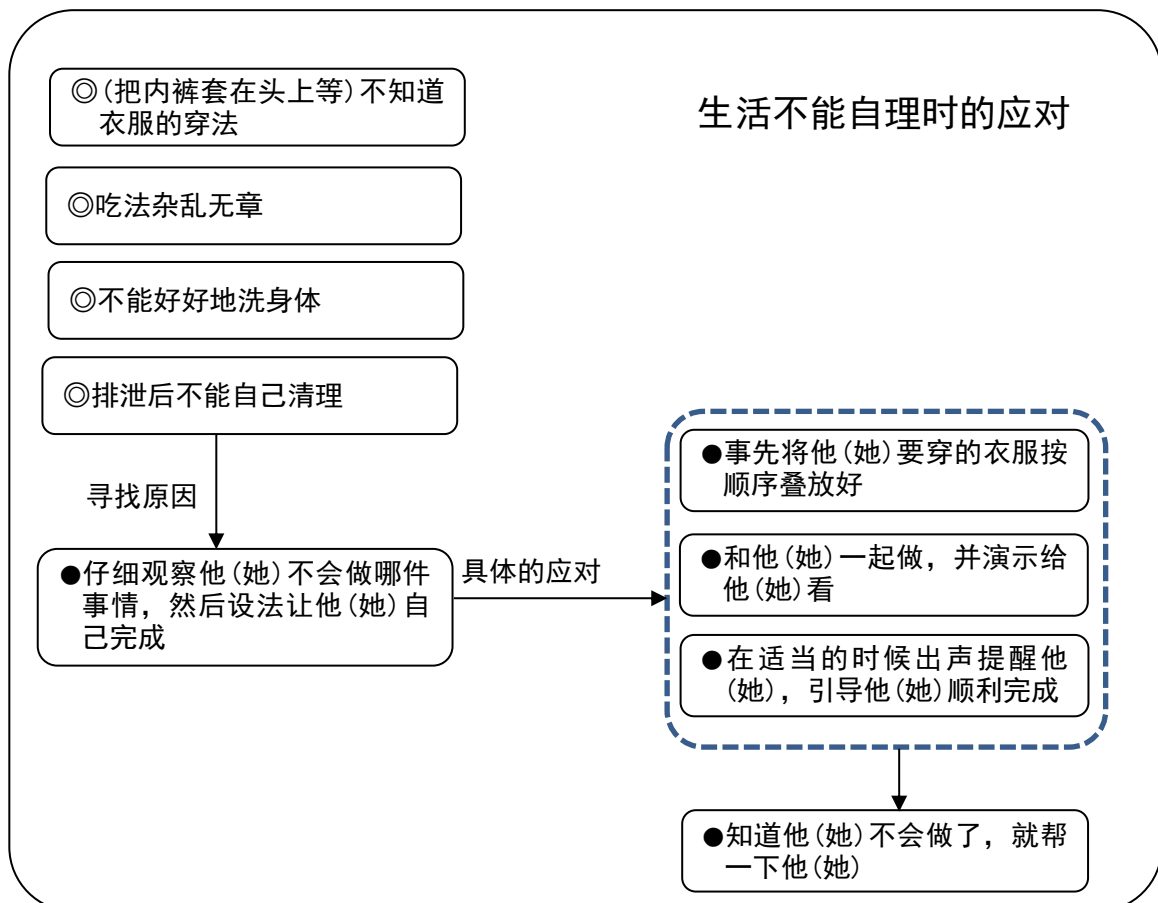 生活不能自理时的应对
◎(把内裤套在头上等)不知道
衣服的穿法
◎吃法杂乱无章
◎不能好好地洗身体
◎排泄后不能自己清理
寻找原因
●仔细观察他(她)不会做哪件
事情，然后设法让他(她)自
己完成
具体的应对
●事先将他(她)要穿的衣服按
顺序叠放好
●和他(她)一起做，并演示给
他(她)看
●在适当的时候出声提醒他
(她)，引导他(她)顺利完成
●知道他(她)不会做了，就帮
一下他(她)